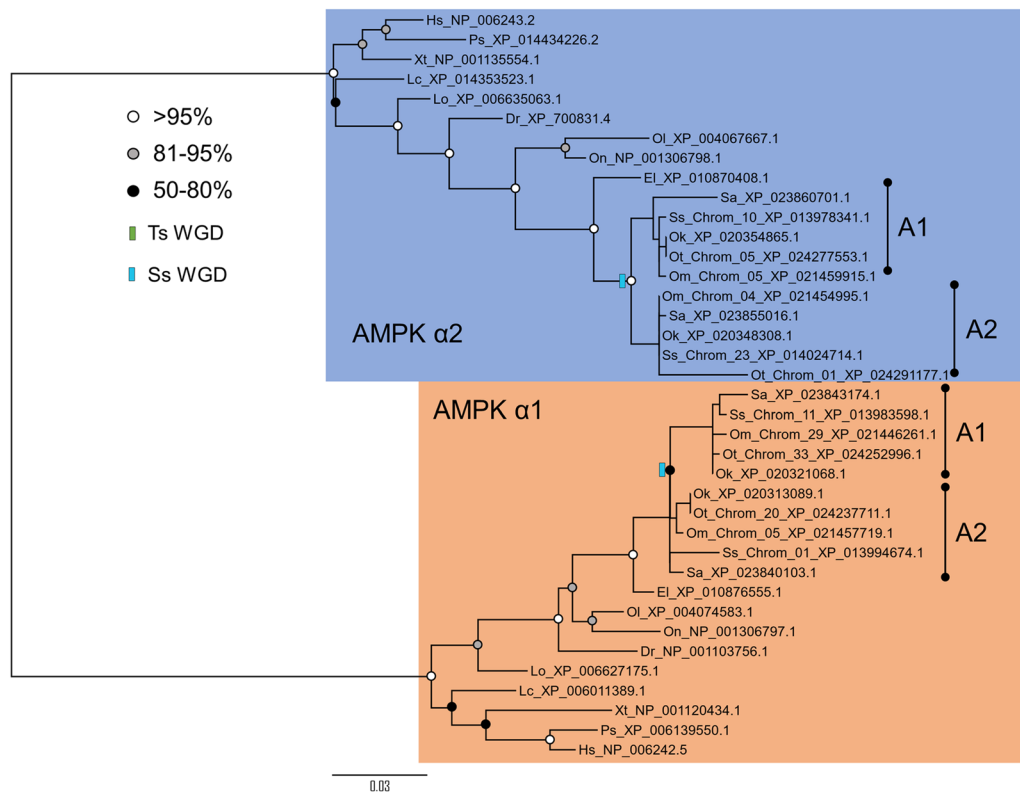 Hs_NP_006243.2
Ps_XP_014434226.2
Xt_NP_001135554.1
Lc_XP_014353523.1
Lo_XP_006635063.1
Dr_XP_700831.4
Ol_XP_004067667.1
On_NP_001306798.1
El_XP_010870408.1
Sa_XP_023860701.1
Ss_Chrom_10_XP_013978341.1
Ok_XP_020354865.1
Ot_Chrom_05_XP_024277553.1
Om_Chrom_05_XP_021459915.1
A1
Om_Chrom_04_XP_021454995.1
Sa_XP_023855016.1
Ok_XP_020348308.1
Ss_Chrom_23_XP_014024714.1
Ot_Chrom_01_XP_024291177.1
A2
AMPK α2
>95%
81-95%
50-80%
Ts WGD
Ss WGD
AMPK α1
Sa_XP_023843174.1
Ss_Chrom_11_XP_013983598.1
Om_Chrom_29_XP_021446261.1
Ot_Chrom_33_XP_024252996.1
Ok_XP_020321068.1
A1
Ok_XP_020313089.1
Ot_Chrom_20_XP_024237711.1
Om_Chrom_05_XP_021457719.1
Ss_Chrom_01_XP_013994674.1
Sa_XP_023840103.1
A2
El_XP_010876555.1
Ol_XP_004074583.1
On_NP_001306797.1
Dr_NP_001103756.1
Lo_XP_006627175.1
Lc_XP_006011389.1
Xt_NP_001120434.1
Ps_XP_006139550.1
Hs_NP_006242.5
0.03